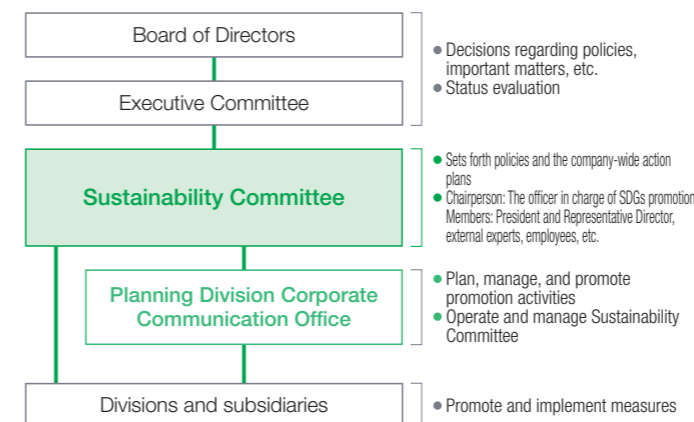 Board of Directors
Executive Committee
● Decisions regarding policies,
important matters, etc.
● Status evaluation
Sustainability Committee
● Sets forth policies and the company-wide action
plans
● Chairperson: The officer in charge of SDGs promotion
Members: President and Representative Director,
external experts, employees, etc.
Planning Division Corporate
Communication Office
● Plan, manage, and promote
promotion activities
● Operate and manage Sustainability
Committee
Divisions and subsidiaries
● Promote and implement measures